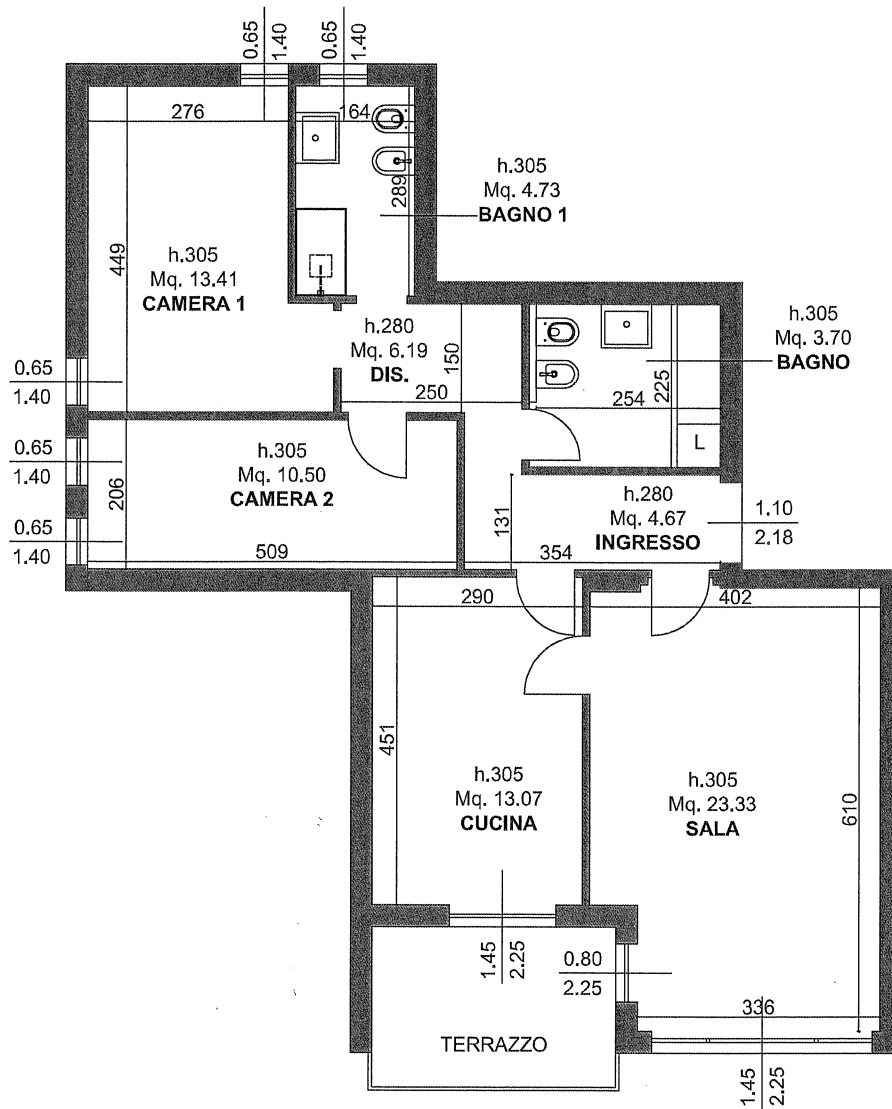 0.65
1.40
0.65
1.40
276
164
h.305
Mq. 4.73
BAGNO 1
289
449
h.305
Mq. 13.41
CAMERA 1
h.280
Mq. 6.19
DIS.
150
250
h.305
Mq. 3.70
BAGNO
254
225
L
0.65
1.40
0.65
1.40
0.65
1.40
206
h.305
Mq. 10.50
CAMERA 2
509
131
h.280
Mq. 4.67
INGRESSO
354
1.10
2.18
290
402
451
h.305
Mq. 13.07
CUCINA
h.305
Mq. 23.33
SALA
610
1.45
2.25
0.80
2.25
336
TERRAZZO
1.45
2.25